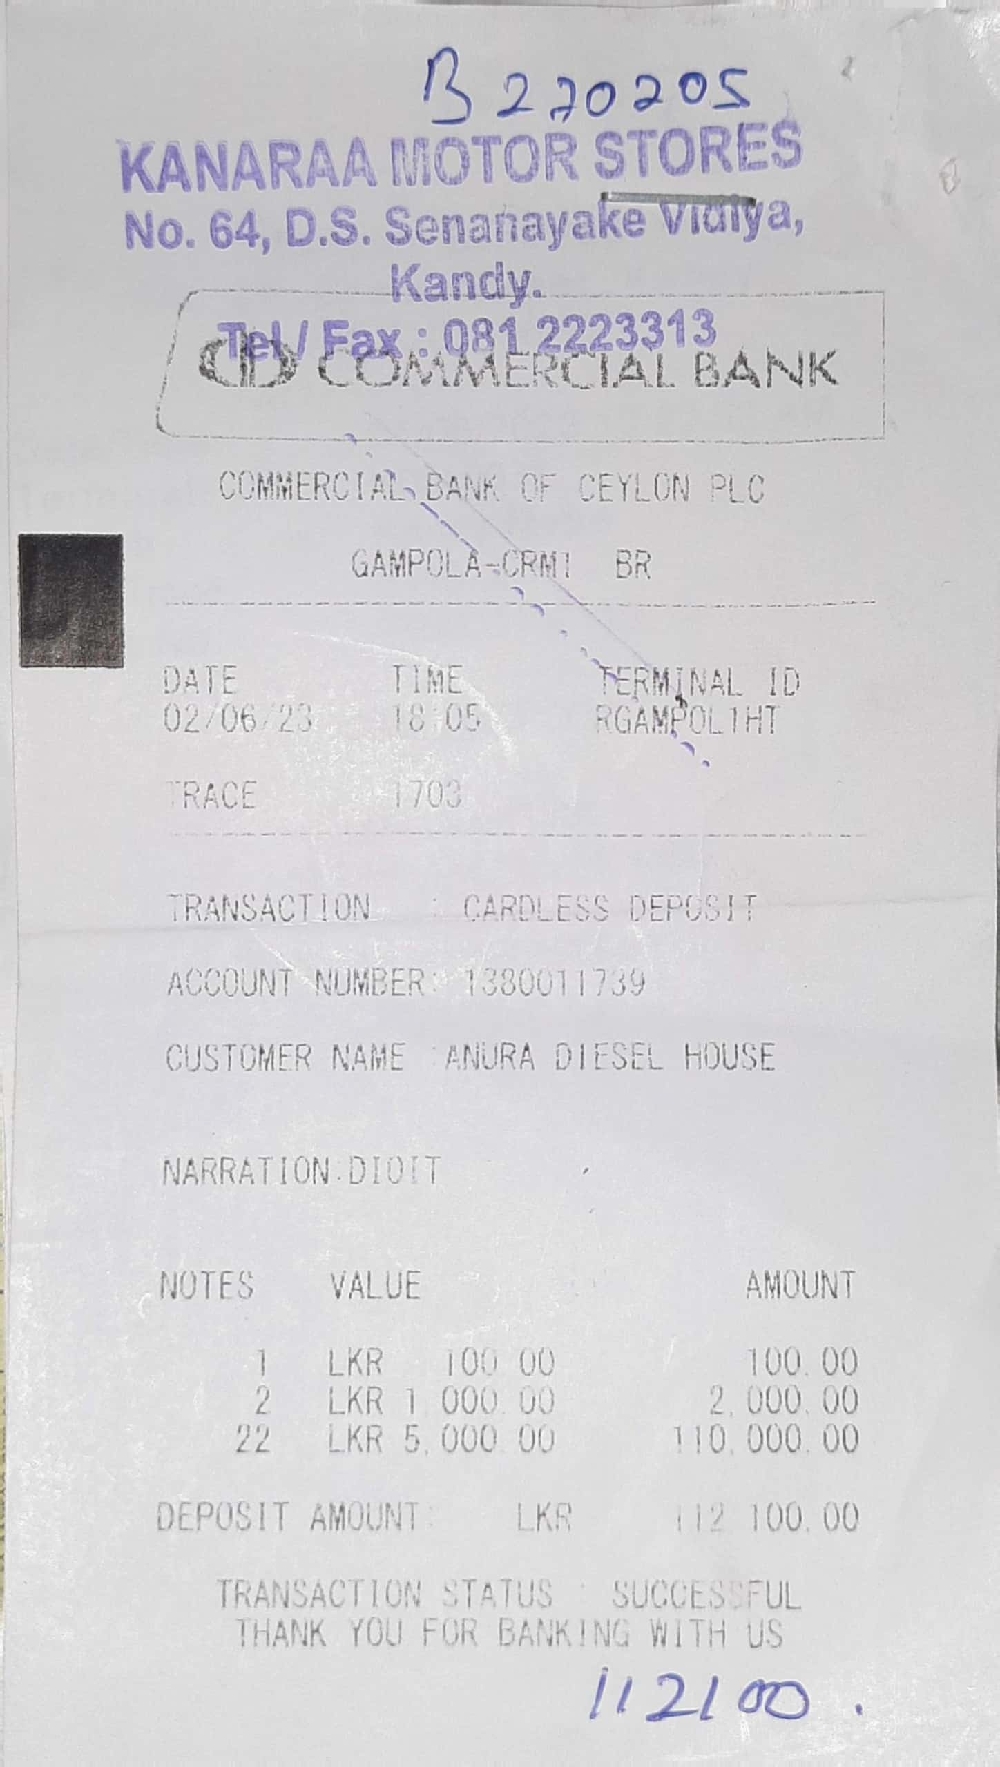 B 220205
KANARAA MOTOR STORES
No. 64, D.S. Senanayake Vidiya,
Kandy.
Tel / Fax : 081 2223313
COMMERCIAL BANK
COMMERCIAL BANK OF CEYLON PLC
GAMPOLA-CRM1 BR
DATE TIME TERMINAL ID
02/06/23 18:05 RGAMPOL1HT
TRACE 1703
TRANSACTION : CARDLESS DEPOSIT
ACCOUNT NUMBER: 1380011739
CUSTOMER NAME :ANURA DIESEL HOUSE
NARRATION:DIOIT
NOTES VALUE AMOUNT
1 LKR 100.00 100.00
2 LKR 1,000.00 2,000.00
22 LKR 5,000.00 110,000.00
DEPOSIT AMOUNT: LKR 112,100.00
TRANSACTION STATUS : SUCCESSFUL
THANK YOU FOR BANKING WITH US
112100.